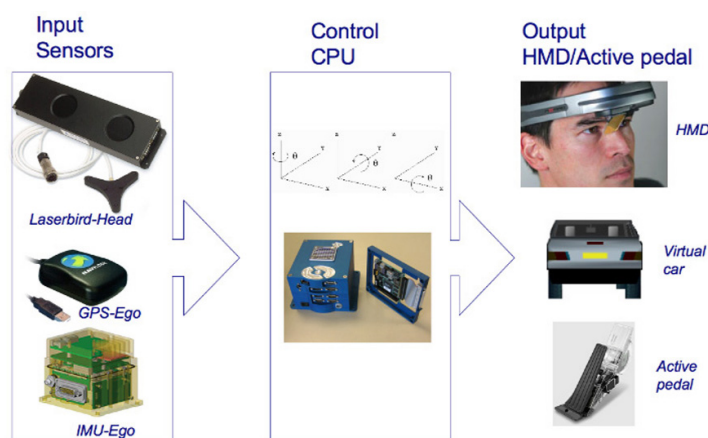 Input
Sensors
Control
CPU
Output
HMD/Active pedal
Laserbird-Head
GPS-Ego
IMU-Ego
HMD
Virtual
car
Active
pedal